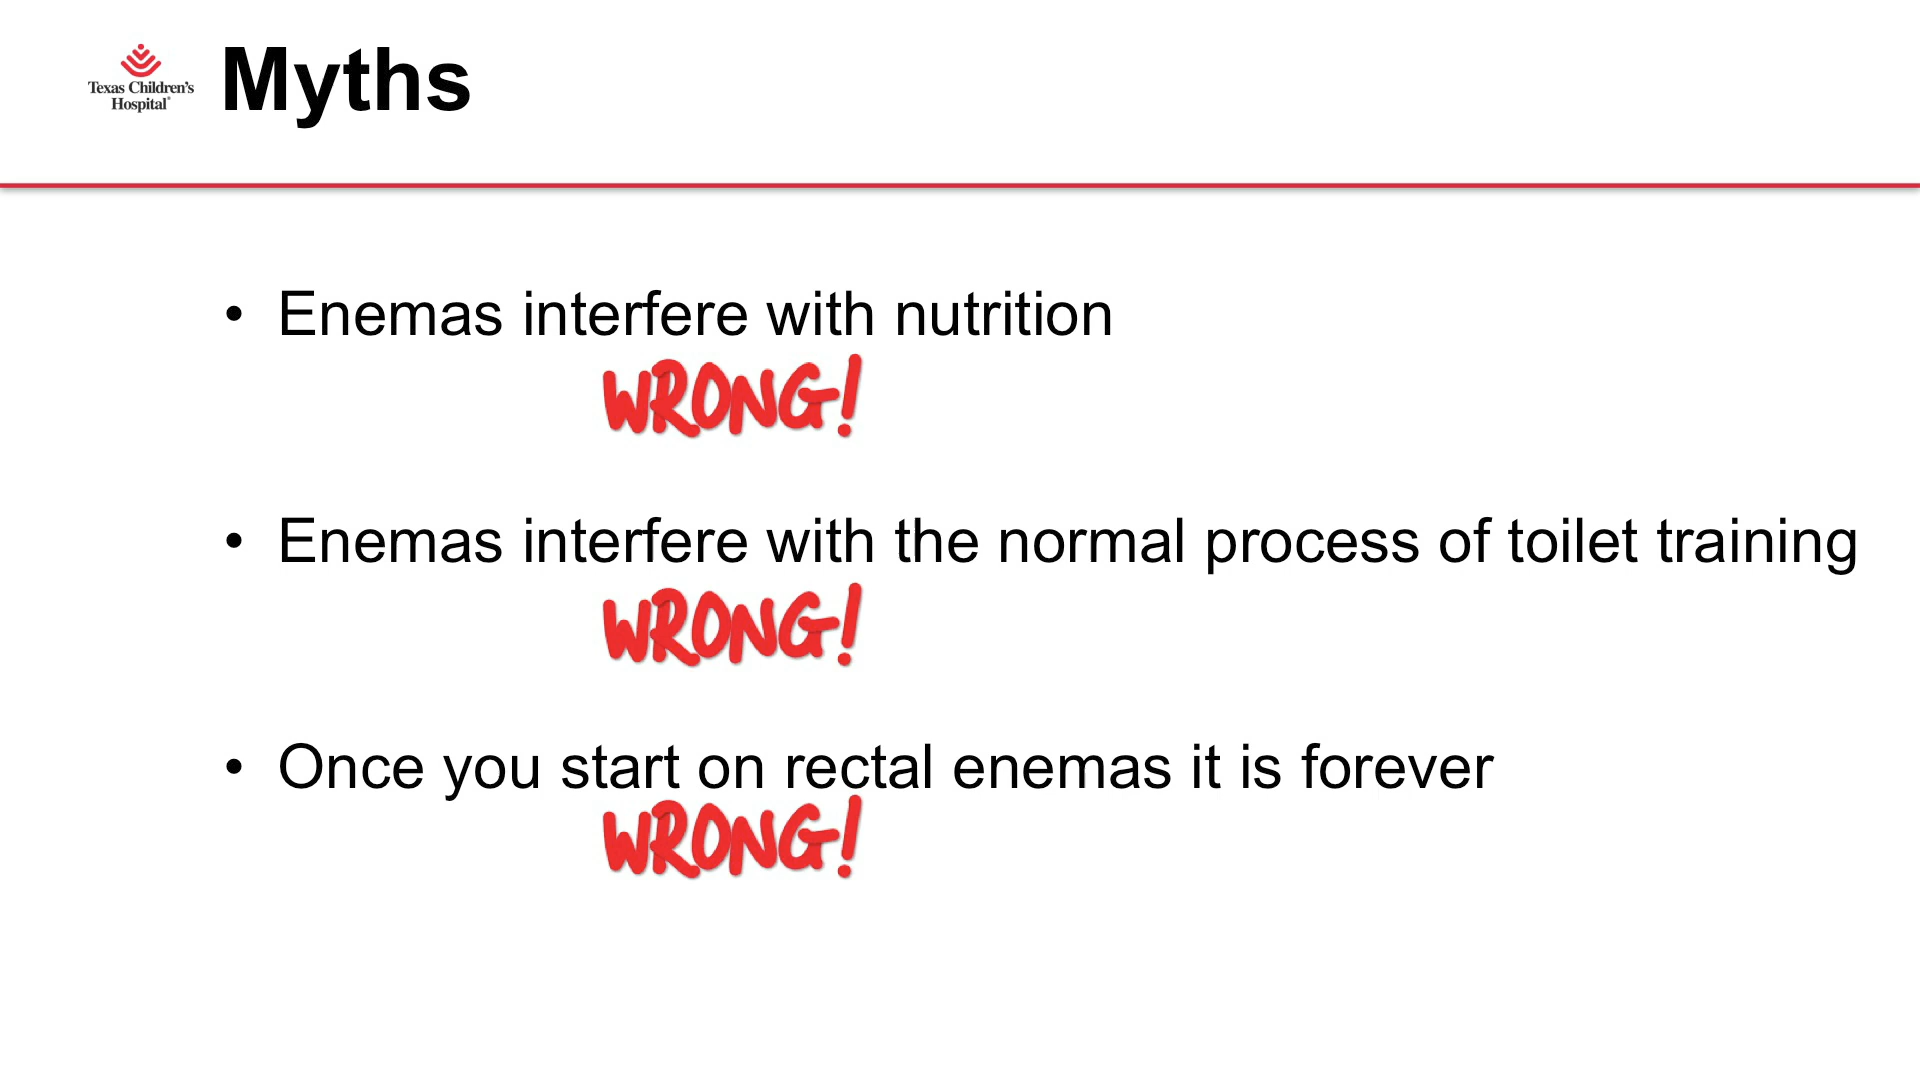 Texas Children's
Hospital®
Myths
• Enemas interfere with nutrition
WRONG!
• Enemas interfere with the normal process of toilet training
WRONG!
• Once you start on rectal enemas it is forever
WRONG!